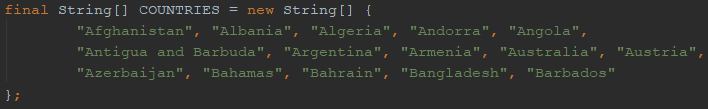 final String[] COUNTRIES = new String[] {
"Afghanistan", "Albania", "Algeria", "Andorra", "Angola",
"Antigua and Barbuda", "Argentina", "Armenia", "Australia", "Austria",
"Azerbaijan", "Bahamas", "Bahrain", "Bangladesh", "Barbados"
};